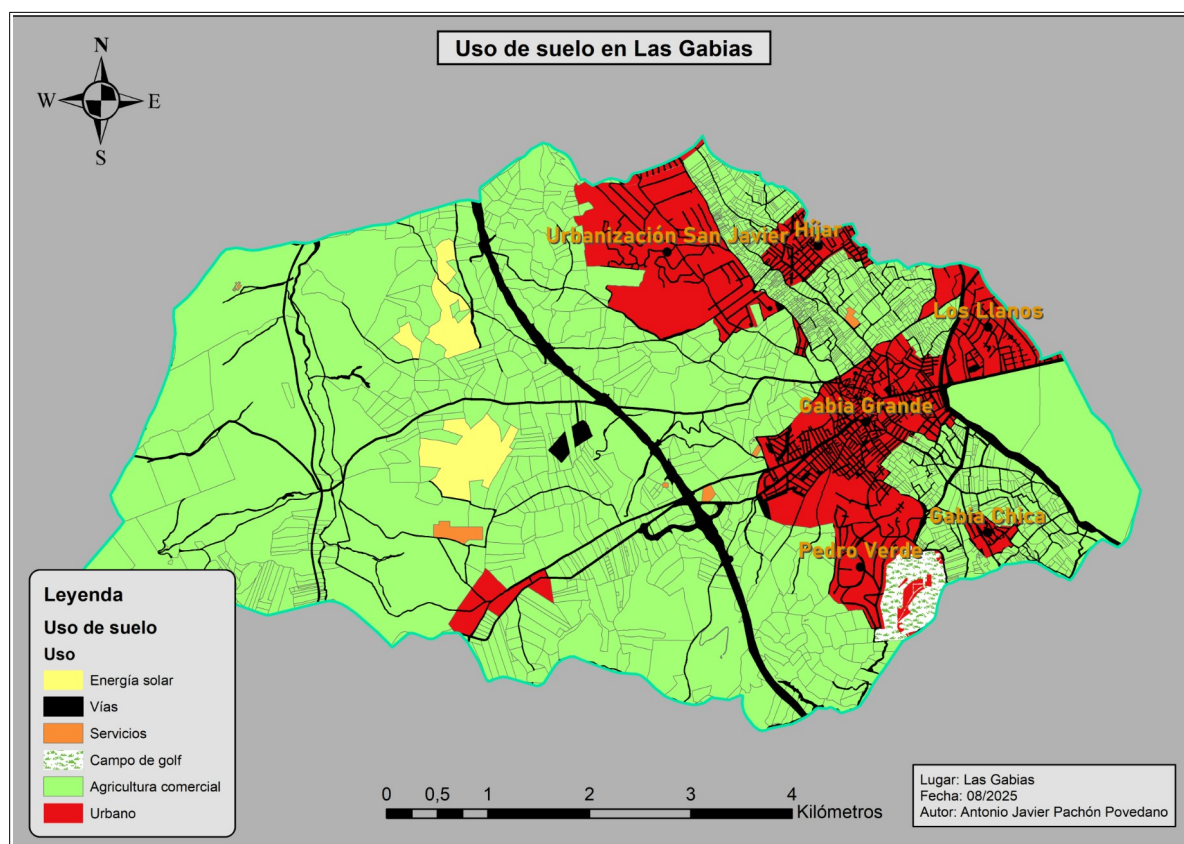 Uso de suelo en Las Gabias
N
W
E
S
Urbanización San Javier
Híjar
Los Llanos
Gabia Grande
Gabia Chica
Pedro Verde
Leyenda
Uso de suelo
Uso
Energía solar
Vías
Servicios
Campo de golf
Agricultura comercial
Urbano
0 0,5 1 2 3 4
Kilómetros
Lugar: Las Gabias
Fecha: 08/2025
Autor: Antonio Javier Pachón Povedano